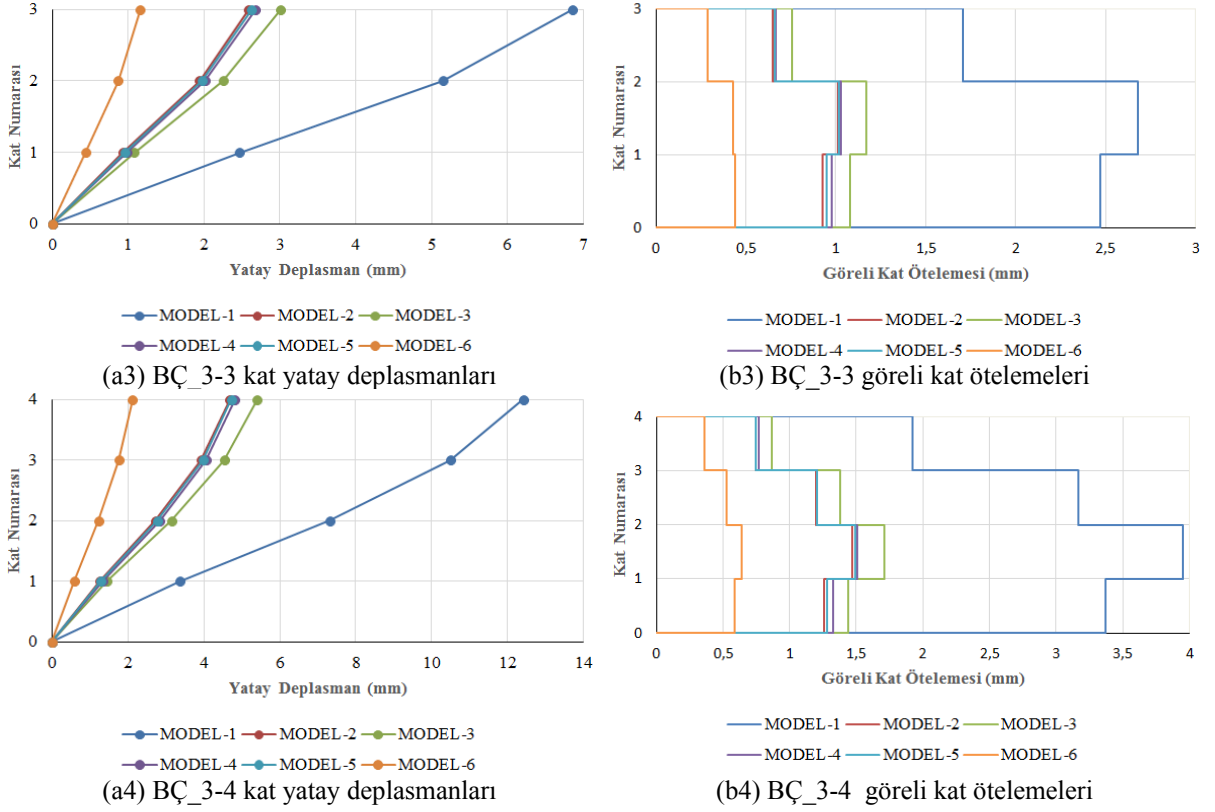 3
2
1
0
Kat Numarası
0 1 2 3 4 5 6 7
Yatay Deplasman (mm)
MODEL-1 MODEL-2 MODEL-3
MODEL-4 MODEL-5 MODEL-6
(a3) BÇ_3-3 kat yatay deplasmanları
3
2
1
0
Kat Numarası
0 0,5 1 1,5 2 2,5 3
Göreli Kat Ötelemesi (mm)
MODEL-1 MODEL-2 MODEL-3
MODEL-4 MODEL-5 MODEL-6
(b3) BÇ_3-3 göreli kat ötelemeleri
4
3
2
1
0
Kat Numarası
0 2 4 6 8 10 12 14
Yatay Deplasman (mm)
MODEL-1 MODEL-2 MODEL-3
MODEL-4 MODEL-5 MODEL-6
(a4) BÇ_3-4 kat yatay deplasmanları
4
3
2
1
0
Kat Numarası
0 0,5 1 1,5 2 2,5 3 3,5 4
Göreli Kat Ötelemesi (mm)
MODEL-1 MODEL-2 MODEL-3
MODEL-4 MODEL-5 MODEL-6
(b4) BÇ_3-4 göreli kat ötelemeleri